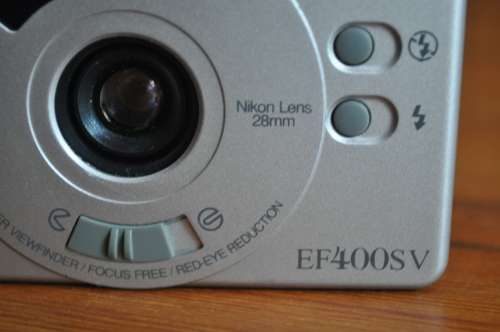 Nikon Lens
28mm
VIEWFINDER / FOCUS FREE / RED-EYE REDUCTION
EF400SV